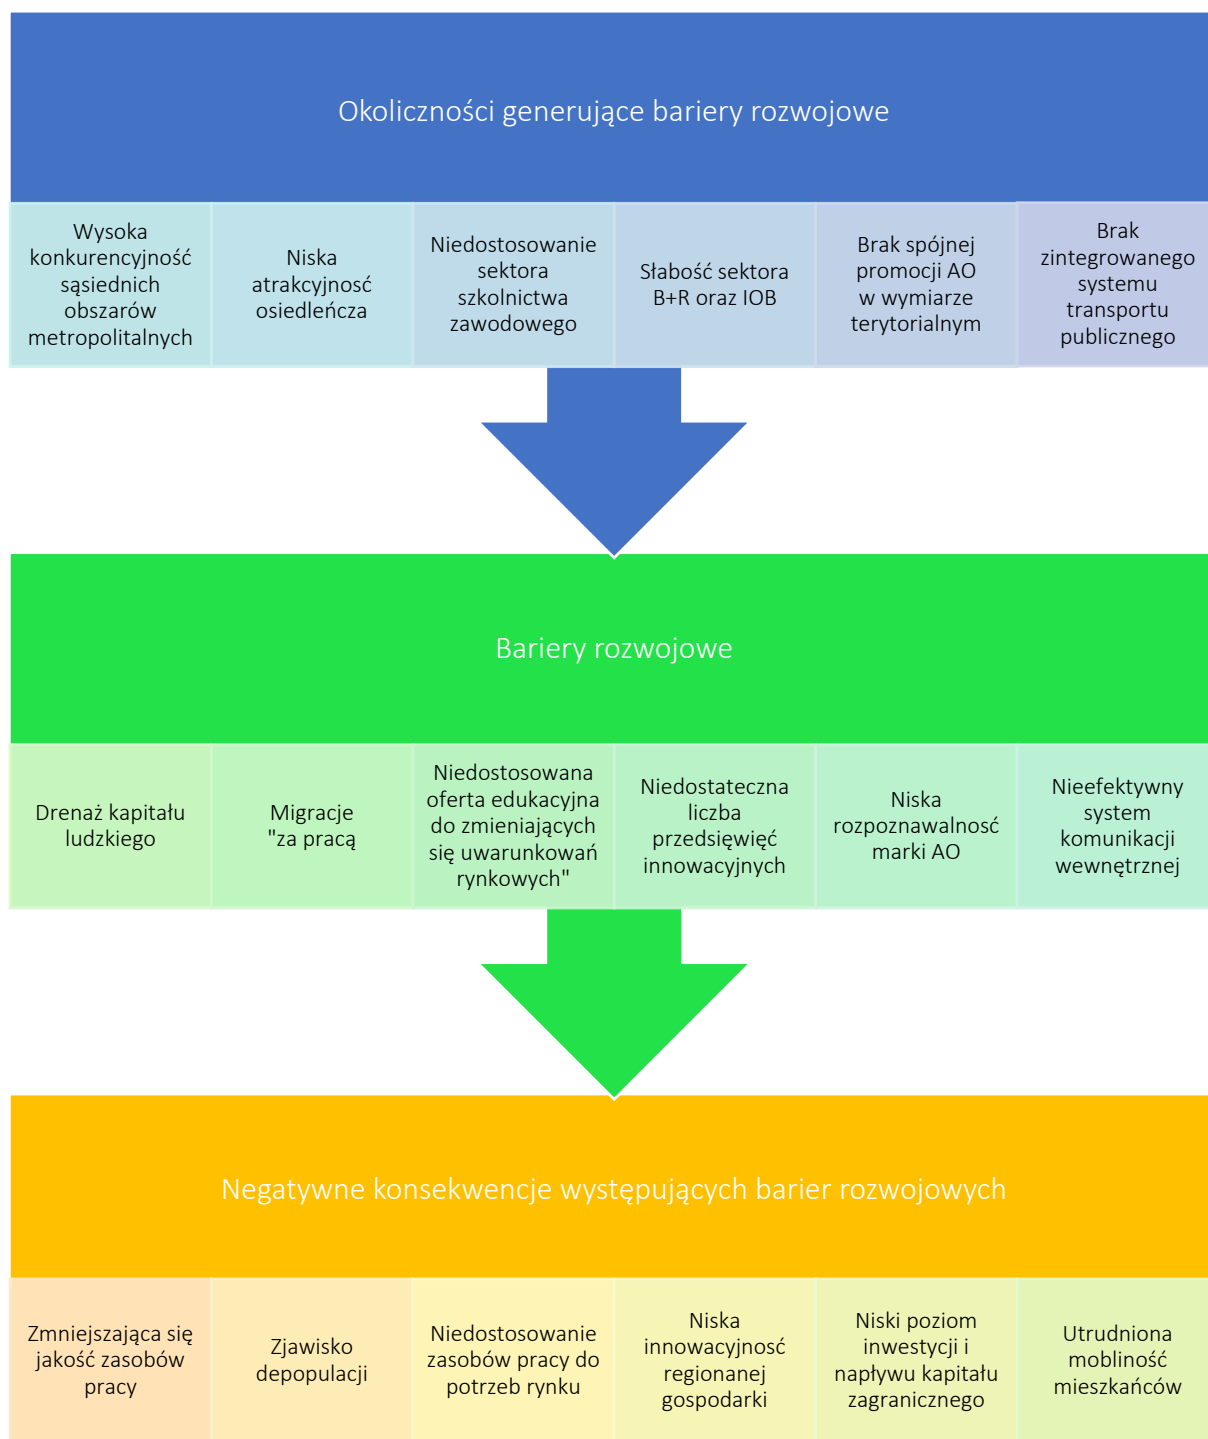 Okoliczności generujące bariery rozwojowe
Wysoka
konkurencyjność
sąsiednich
obszarów
metropolitalnych
Niska
atrakcyjnosć
osiedleńcza
Niedostosowanie
sektora
szkolnictwa
zawodowego
Słabość sektora
B+R oraz IOB
Brak spójnej
promocji AO
w wymiarze
terytorialnym
Brak
zintegrowanego
systemu
transportu
publicznego
Bariery rozwojowe
Drenaż kapitału
ludzkiego
Migracje
"za pracą
Niedostosowana
oferta edukacyjna
do zmieniających
się uwarunkowań
rynkowych"
Niedostateczna
liczba
przedsięwięć
innowacyjnych
Niska
rozpoznawalnosć
marki AO
Nieefektywny
system
komunikacji
wewnętrznej
Negatywne konsekwencje występujących barier rozwojowych
Zmniejszająca się
jakość zasobów
pracy
Zjawisko
depopulacji
Niedostosowanie
zasobów pracy do
potrzeb rynku
Niska
innowacyjnosć
regionanej
gospodarki
Niski poziom
inwestycji i
napływu kapitału
zagranicznego
Utrudniona
mobliność
mieszkańców